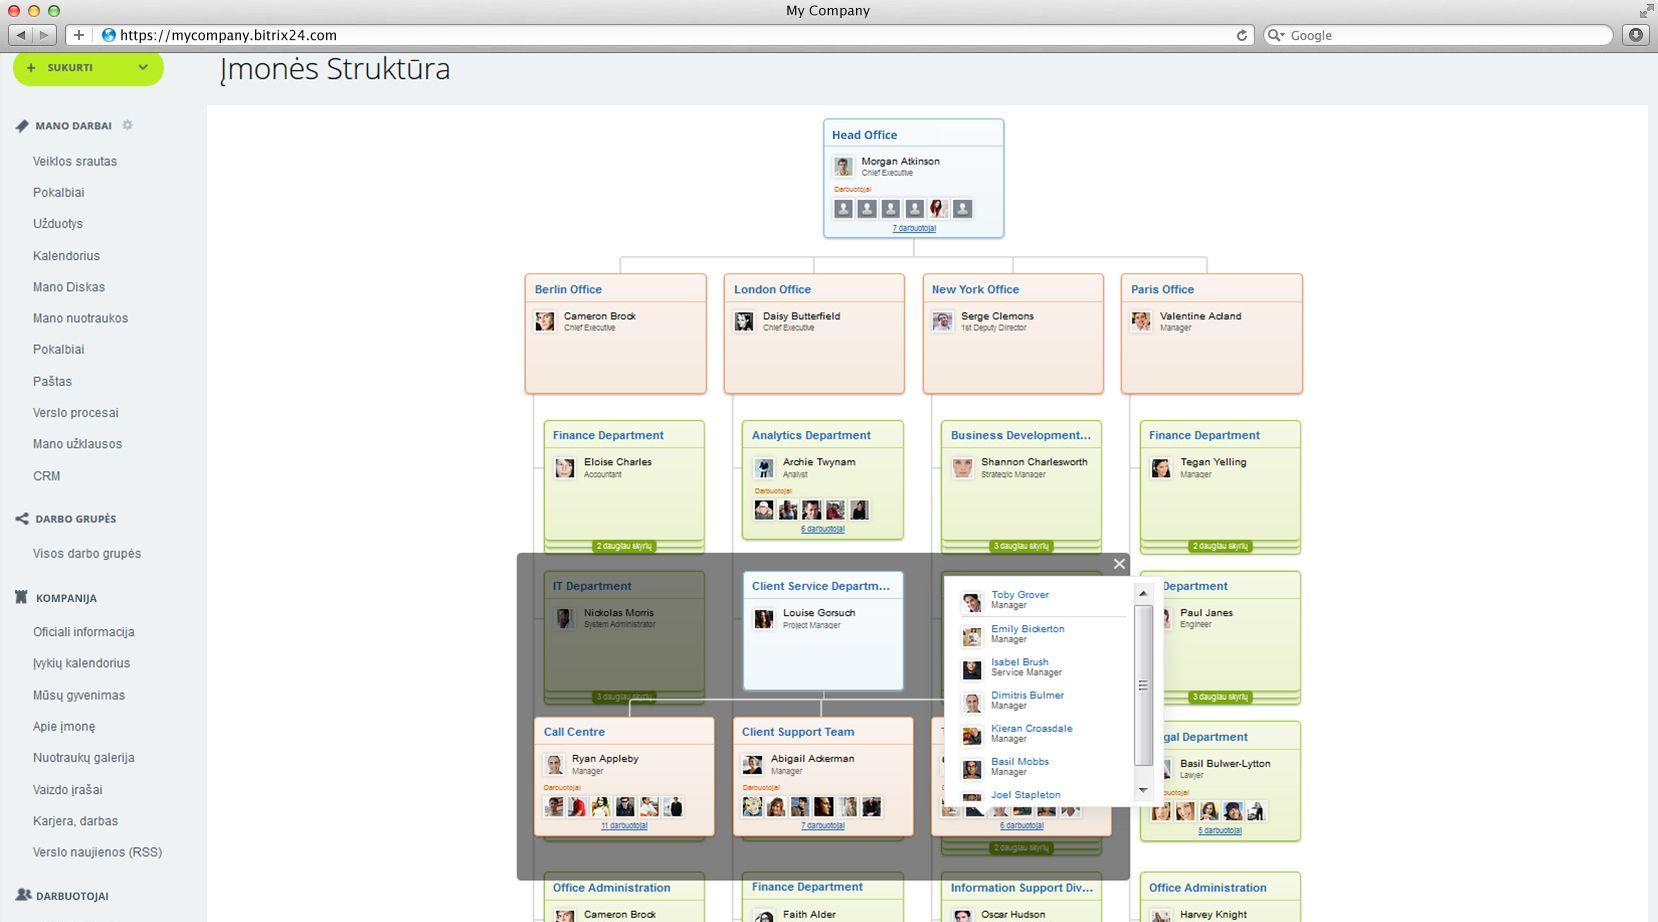 My Company
https://mycompany.bitrix24.com
Google
SUKURTI
Įmonės Struktūra
MANO DARBAI
Veiklos srautas
Pokalbiai
Užduotys
Kalendorius
Mano Diskas
Mano nuotraukos
Pokalbiai
Paštas
Verslo procesai
Mano užklausos
CRM
DARBO GRUPĖS
Visos darbo grupės
KOMPANIJA
Oficiali informacija
Įvykių kalendorius
Mūsų gyvenimas
Apie įmonę
Nuotraukų galerija
Vaizdo įrašai
Karjera, darbas
Verslo naujienos (RSS)
DARBUOTOJAI
Head Office
Morgan Atkinson
Chief Executive
Darbuotojai
7 darbuotojai
Berlin Office
Cameron Brock
Chief Executive
London Office
Daisy Butterfield
Chief Executive
New York Office
Serge Clemons
1st Deputy Director
Paris Office
Valentine Acland
Manager
Finance Department
Eloise Charles
Accountant
2 daugiau skyrių
Analytics Department
Archie Twynam
Analyst
Darbuotojai
6 darbuotojai
Business Development...
Shannon Charlesworth
Strategic Manager
3 daugiau skyrių
Finance Department
Tegan Yelling
Manager
2 daugiau skyrių
IT Department
Nickolas Morris
System Administrator
3 daugiau skyrių
Client Service Departm...
Louise Gorsuch
Project Manager
Toby Grover
Manager
Emily Bickerton
Manager
Isabel Brush
Service Manager
Dimitris Bulmer
Manager
Kieran Croasdale
Manager
Basil Mobbs
Manager
Joel Stapleton
Department
Paul Janes
Engineer
3 daugiau skyrių
Call Centre
Ryan Appleby
Manager
Darbuotojai
11 darbuotojai
Client Support Team
Abigail Ackerman
Manager
Darbuotojai
7 darbuotojai
T
6 darbuotojai
2 daugiau skyrių
gal Department
Basil Bulwer-Lytton
Lawyer
buotojai
5 darbuotojai
Office Administration
Cameron Brock
Finance Department
Faith Alder
Information Support Div...
Oscar Hudson
Office Administration
Harvey Knight